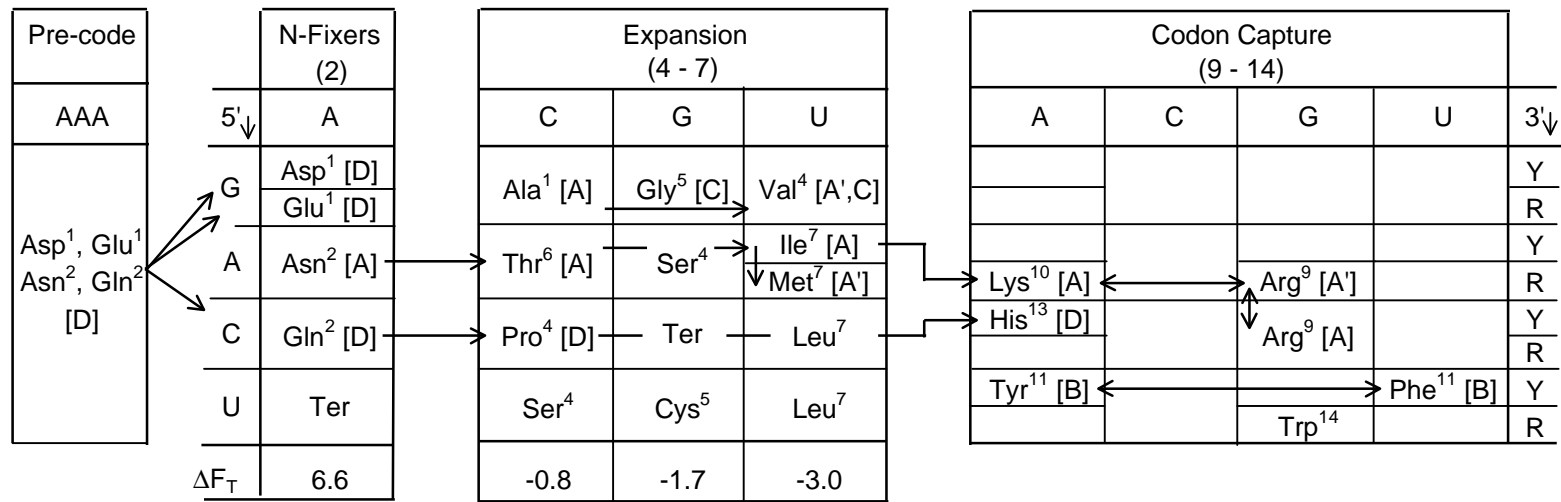 Pre-code N-Fixers Expansion Codon Capture
(2) (4 - 7) (9 - 14)
AAA 5' A C G U A C G U 3'
G Asp¹ [D] Ala¹ [A] Gly⁵ [C] Val⁴ [A',C] Y
Glu¹ [D] R
Asp¹, Glu¹ A Asn² [A] Thr⁶ [A] Ser⁴ Ile⁷ [A] Y
Asn², Gln² Met⁷ [A'] Lys¹⁰ [A] Arg⁹ [A'] R
[D] C Gln² [D] Pro⁴ [D] Ter Leu⁷ His¹³ [D] Arg⁹ [A] Y
R
U Ter Ser⁴ Cys⁵ Leu⁷ Tyr¹¹ [B] Phe¹¹ [B] Y
Trp¹⁴ R
ΔF_T 6.6 -0.8 -1.7 -3.0